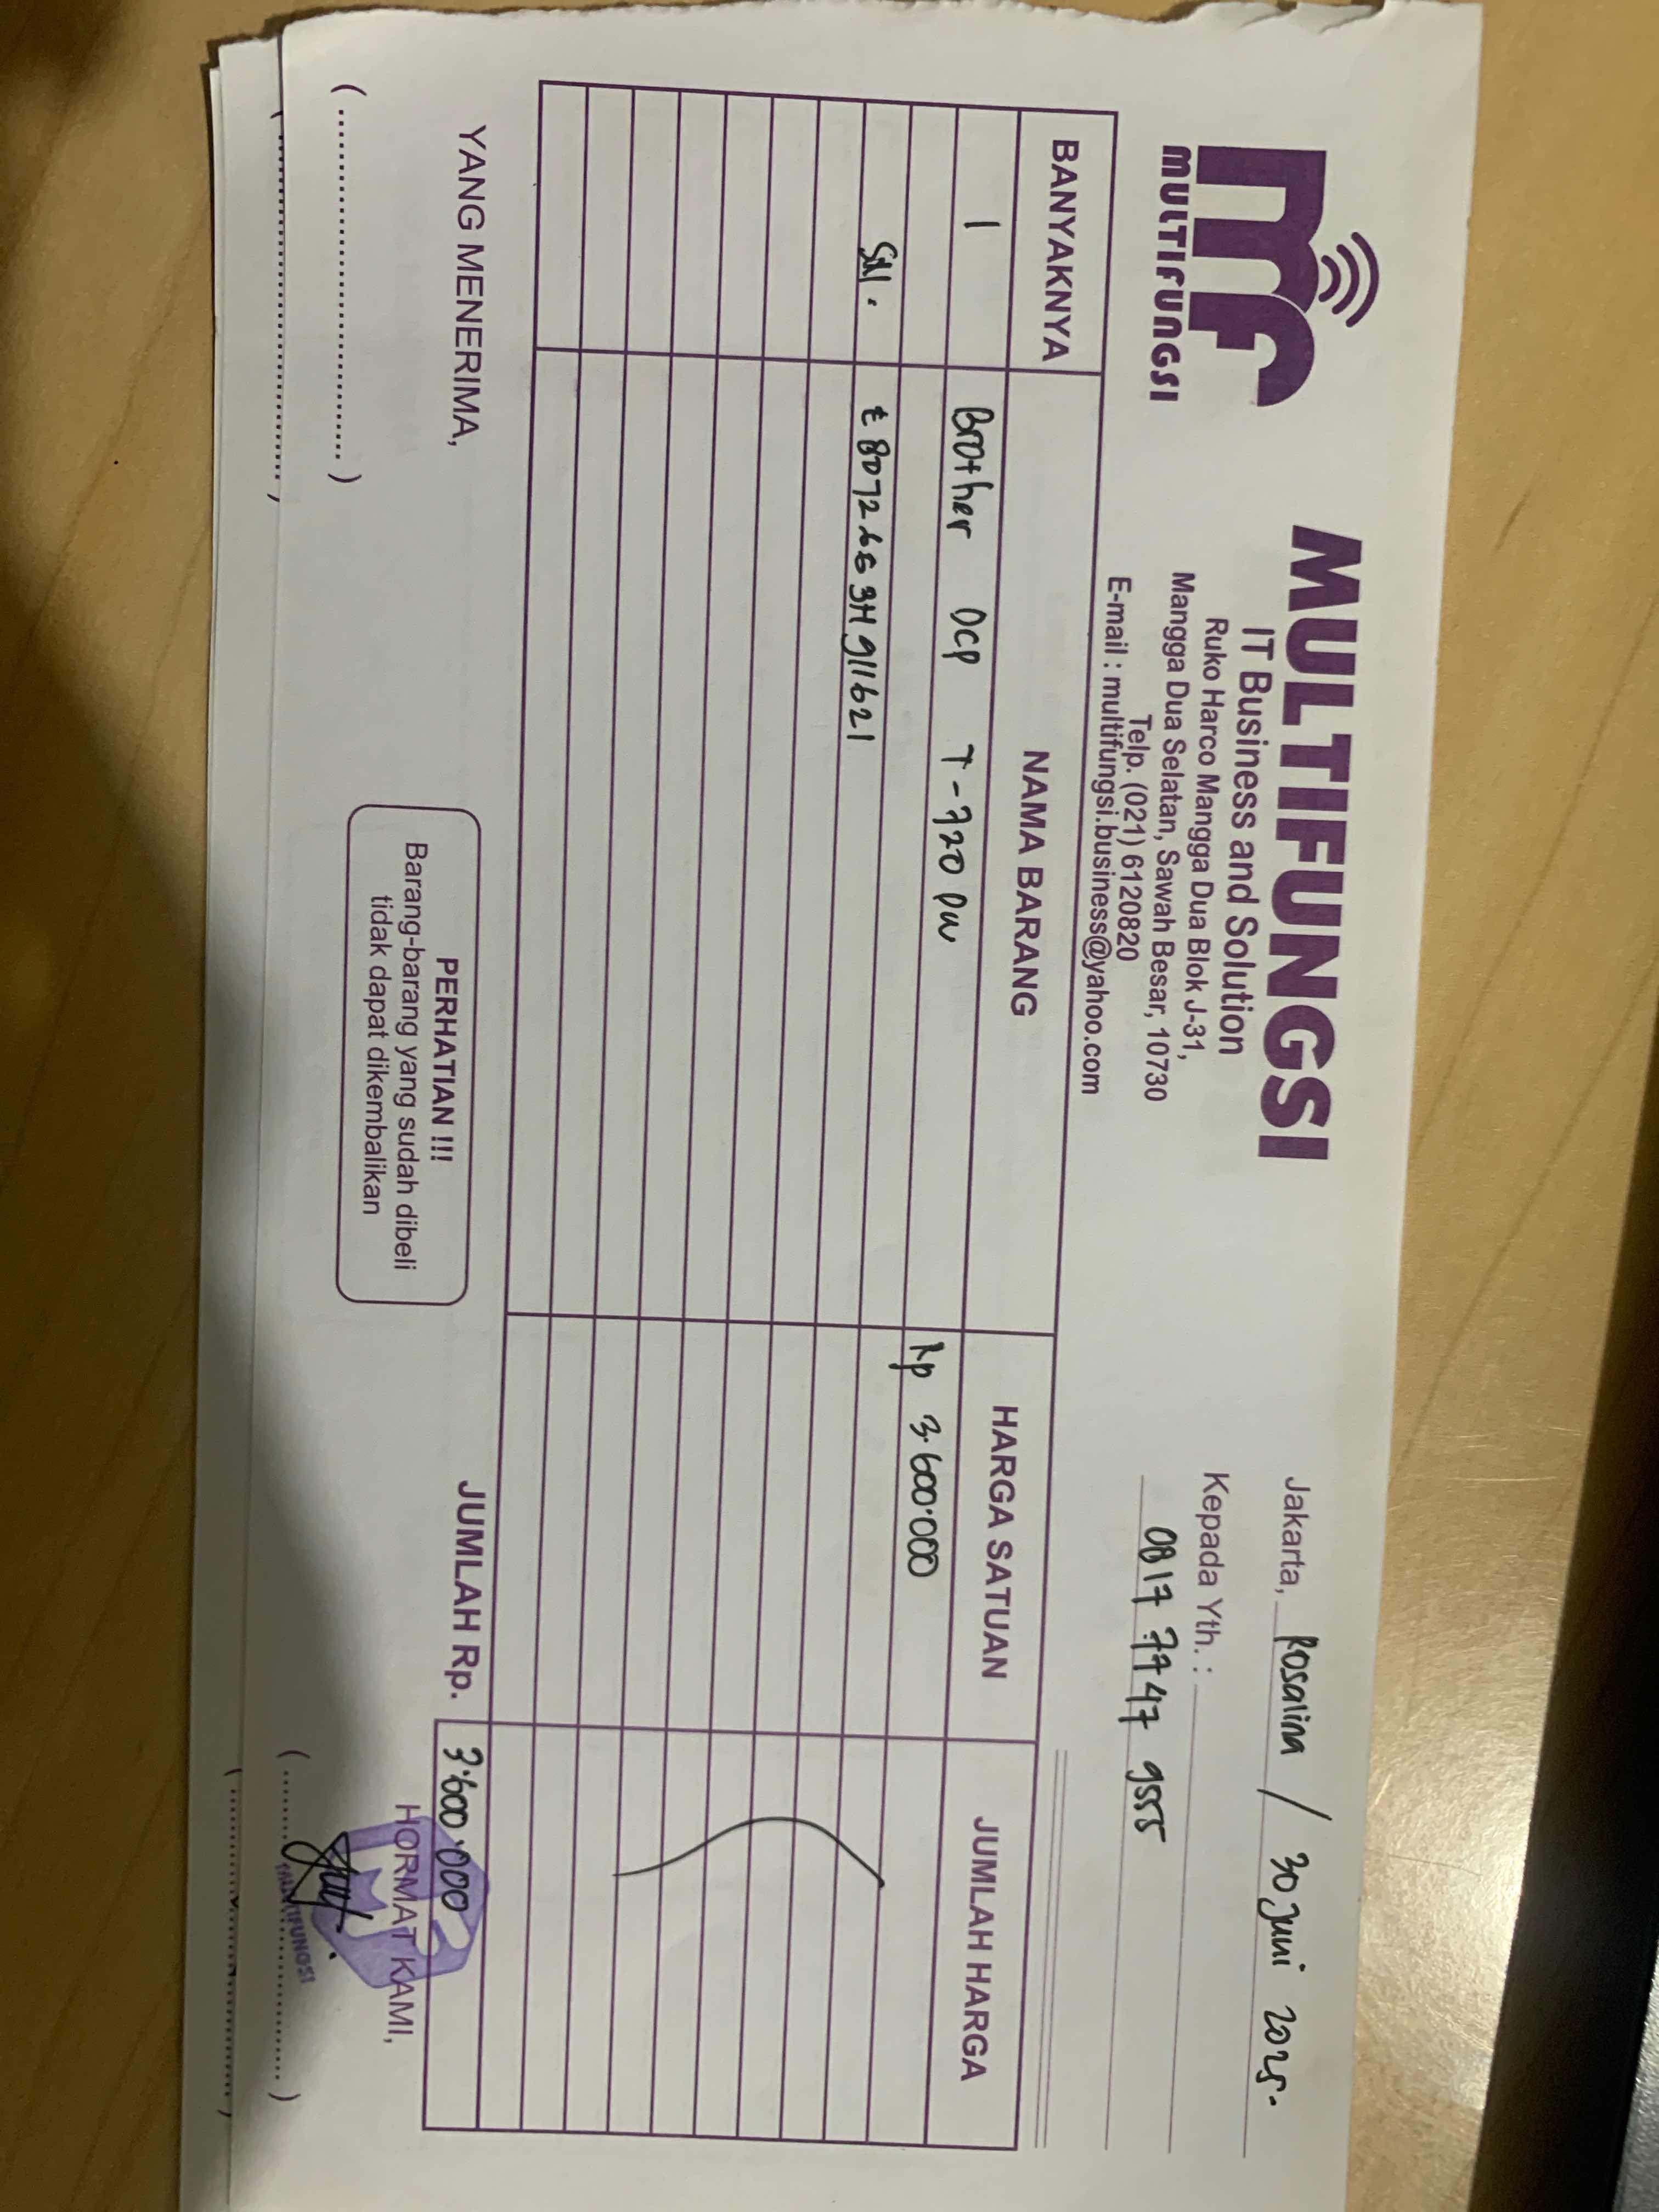 mf
MULTIFUNGSI
MULTIFUNGSI
IT Business and Solution
Ruko Harco Mangga Dua Blok J-31,
Mangga Dua Selatan, Sawah Besar, 10730
Telp. (021) 6120820
E-mail : multifungsi.business@yahoo.com
Jakarta, Rosalina / 30 Juni 2025.
Kepada Yth. :
0817 7747 9555
BANYAKNYA NAMA BARANG HARGA SATUAN JUMLAH HARGA
1 Brother DCP T-720 DW Rp 3.600.000
SN. E80726G3H911621
JUMLAH Rp. 3.600.000
YANG MENERIMA,
PERHATIAN !!!
Barang-barang yang sudah dibeli
tidak dapat dikembalikan
HORMAT KAMI,
(........................................)
(........................................)